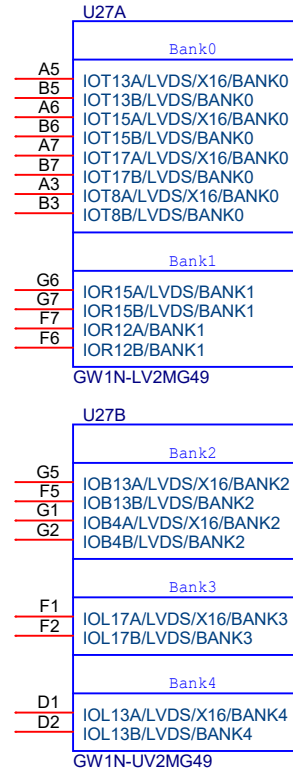 U27A
Bank0
A5 IOT13A/LVDS/X16/BANK0
B5 IOT13B/LVDS/BANK0
A6 IOT15A/LVDS/X16/BANK0
B6 IOT15B/LVDS/BANK0
A7 IOT17A/LVDS/X16/BANK0
B7 IOT17B/LVDS/BANK0
A3 IOT8A/LVDS/X16/BANK0
B3 IOT8B/LVDS/BANK0
Bank1
G6 IOR15A/LVDS/BANK1
G7 IOR15B/LVDS/BANK1
F7 IOR12A/BANK1
F6 IOR12B/BANK1
GW1N-LV2MG49
U27B
Bank2
G5 IOB13A/LVDS/X16/BANK2
F5 IOB13B/LVDS/BANK2
G1 IOB4A/LVDS/X16/BANK2
G2 IOB4B/LVDS/BANK2
Bank3
F1 IOL17A/LVDS/X16/BANK3
F2 IOL17B/LVDS/BANK3
Bank4
D1 IOL13A/LVDS/X16/BANK4
D2 IOL13B/LVDS/BANK4
GW1N-UV2MG49